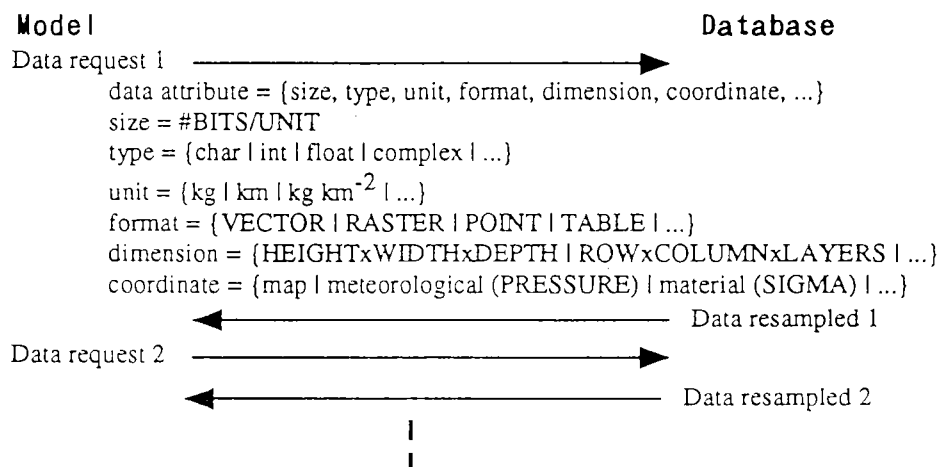 Model Database
Data request 1
data attribute = {size, type, unit, format, dimension, coordinate, ...}
size = #BITS/UNIT
type = {char | int | float | complex | ...}
unit = {kg | km | kg km-2 | ...}
format = {VECTOR | RASTER | POINT | TABLE | ...}
dimension = {HEIGHTxWIDTHxDEPTH | ROWxCOLUMNxLAYERS | ...}
coordinate = {map | meteorological (PRESSURE) | material (SIGMA) | ...}
Data resampled 1
Data request 2
Data resampled 2